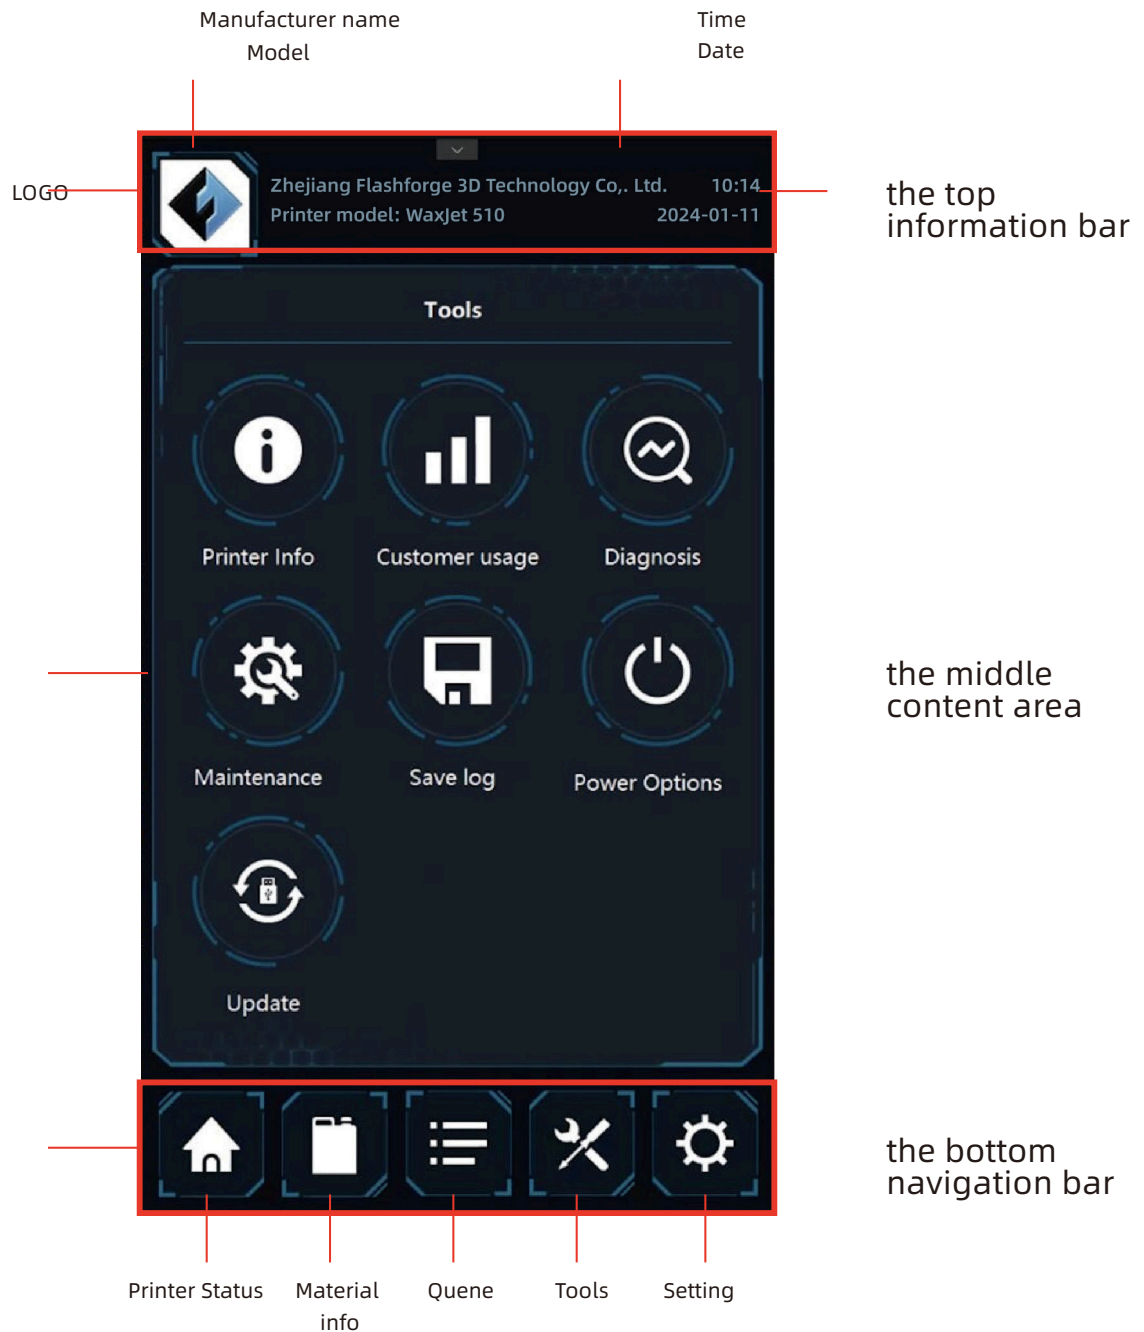 Manufacturer name
Model
Time
Date
LOGO
Zhejiang Flashforge 3D Technology Co,. Ltd.
10:14
Printer model: WaxJet 510
2024-01-11
the top
information bar
Tools
Printer Info
Customer usage
Diagnosis
Maintenance
Save log
Power Options
Update
the middle
content area
the bottom
navigation bar
Printer Status
Material
info
Quene
Tools
Setting